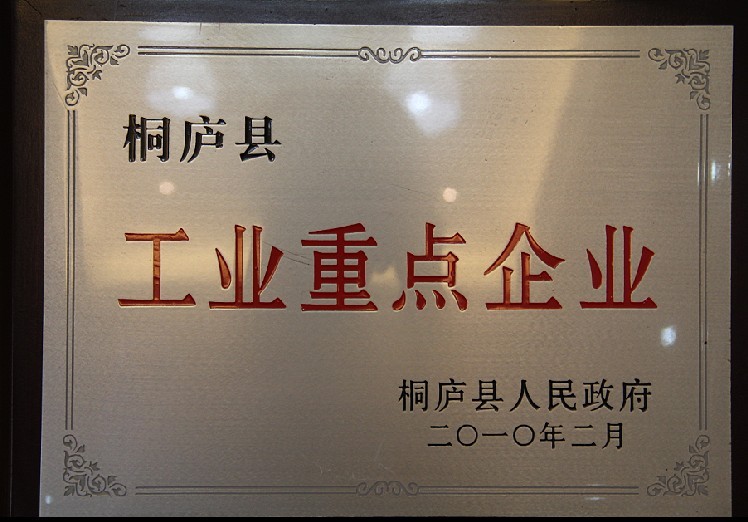 桐庐县
工业重点企业
桐庐县人民政府
二〇一〇年二月